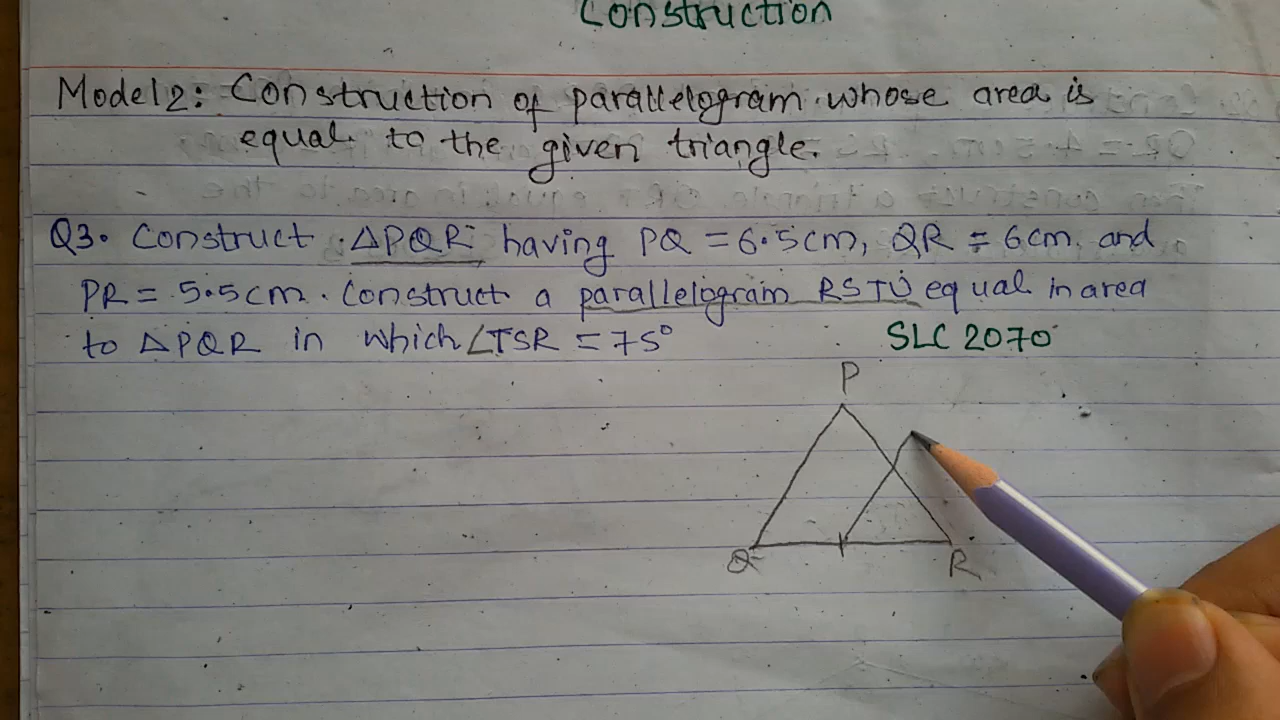 Construction
Model 2: Construction of parallelogram whose area is
equal to the given triangle.
Q3. Construct ΔPQR having PQ = 6.5cm, QR = 6cm and
PR = 5.5cm. Construct a parallelogram RSTU equal in area
to ΔPQR in which ∠TSR = 75°
SLC 2070
P
Q
R